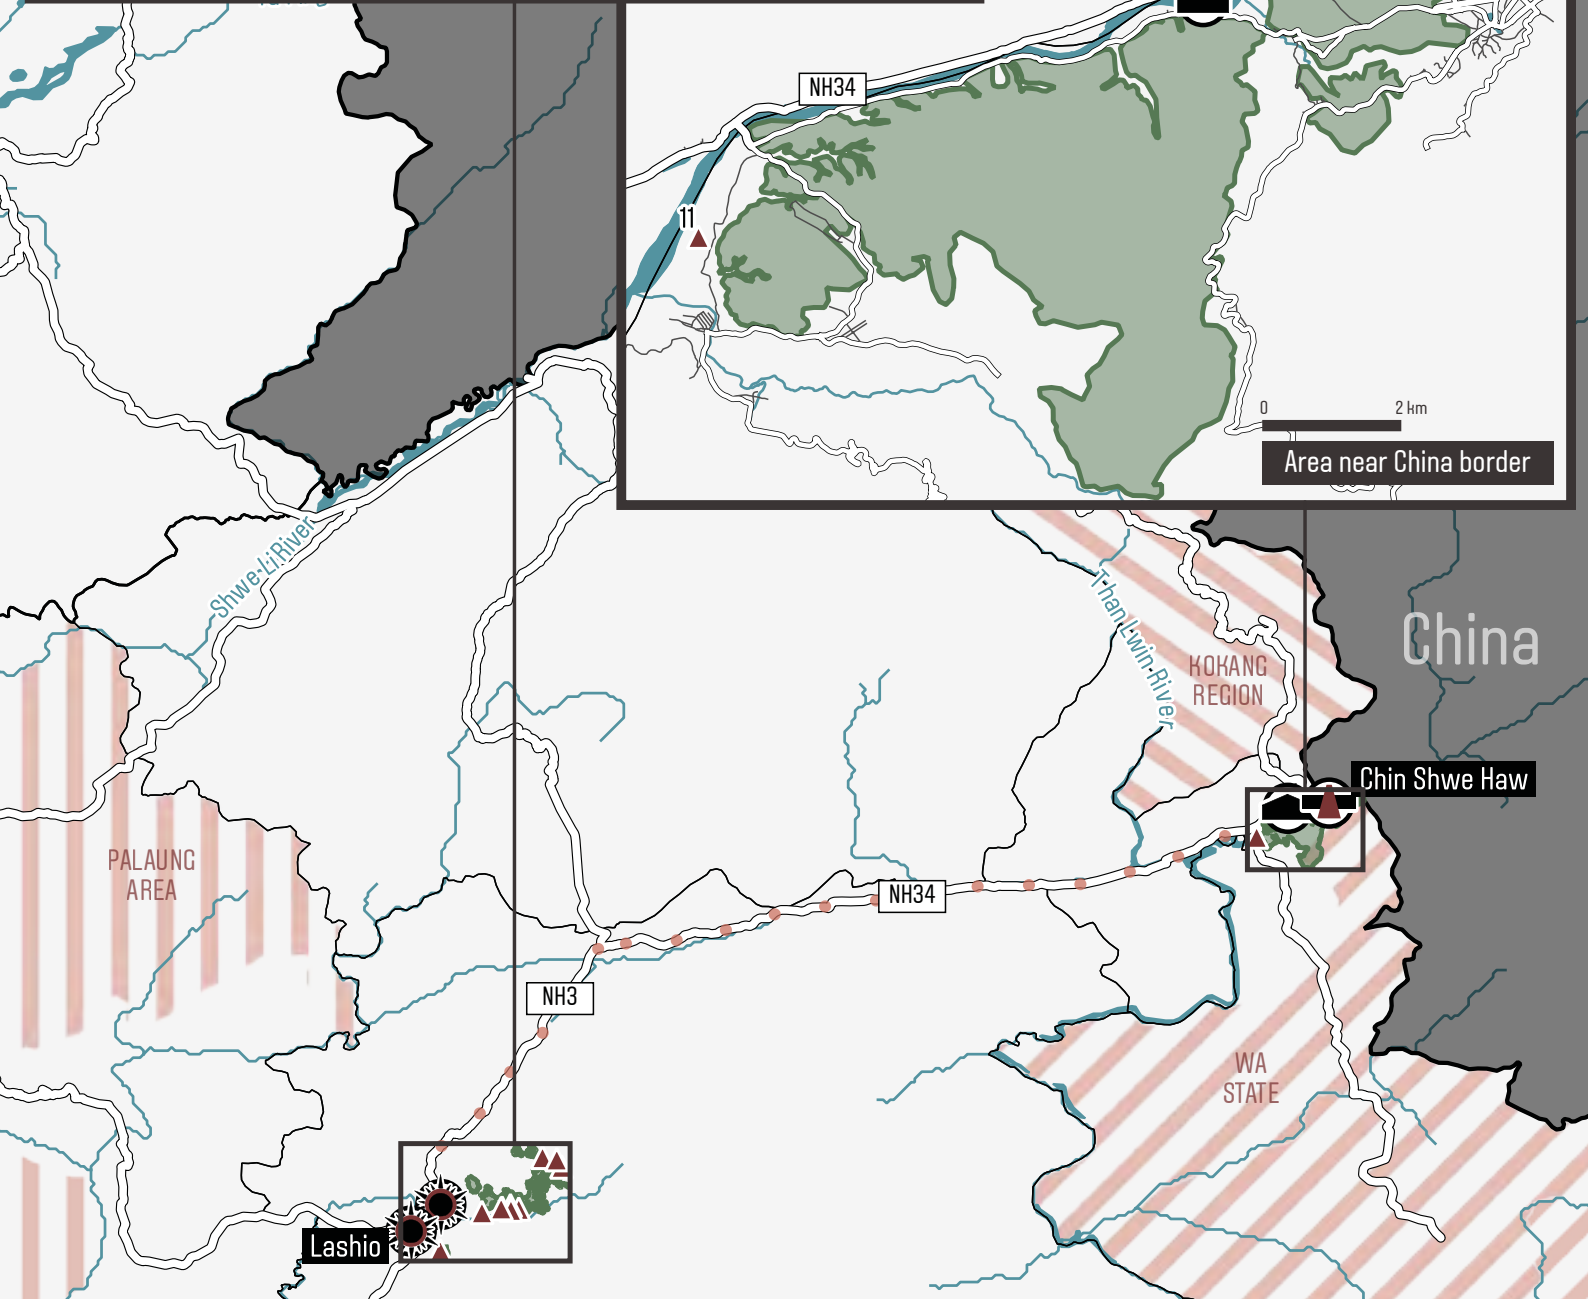 NH34
11
0
2 km
Area near China border
Shwe Li River
Than Lwin River
China
KOKANG
REGION
Chin Shwe Haw
PALAUNG
AREA
NH34
NH3
WA
STATE
Lashio